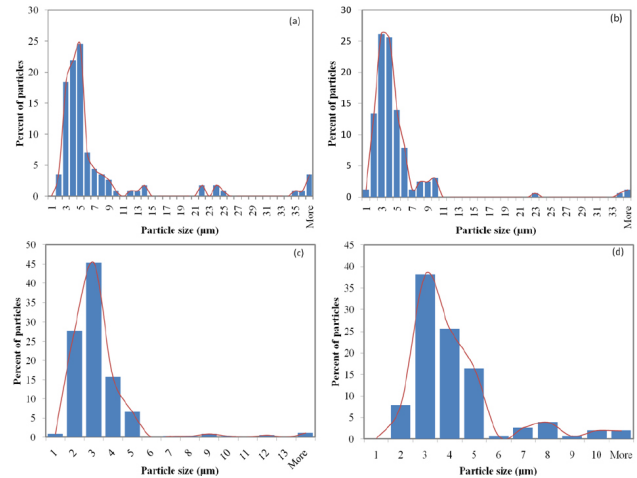 (a)
Percent of particles
30
25
20
15
10
5
0
1 3 5 7 9 11 13 15 17 19 21 23 25 27 29 31 33 35 More
Particle size (µm)
(b)
Percent of particles
30
25
20
15
10
5
0
1 3 5 7 9 11 13 15 17 19 21 23 25 27 29 31 33 More
Particle size (µm)
(c)
Percent of particles
50
45
40
35
30
25
20
15
10
5
0
1 2 3 4 5 6 7 8 9 10 11 12 13 More
Particle size (µm)
(d)
Percent of particles
45
40
35
30
25
20
15
10
5
0
1 2 3 4 5 6 7 8 9 10 More
Particle size (µm)